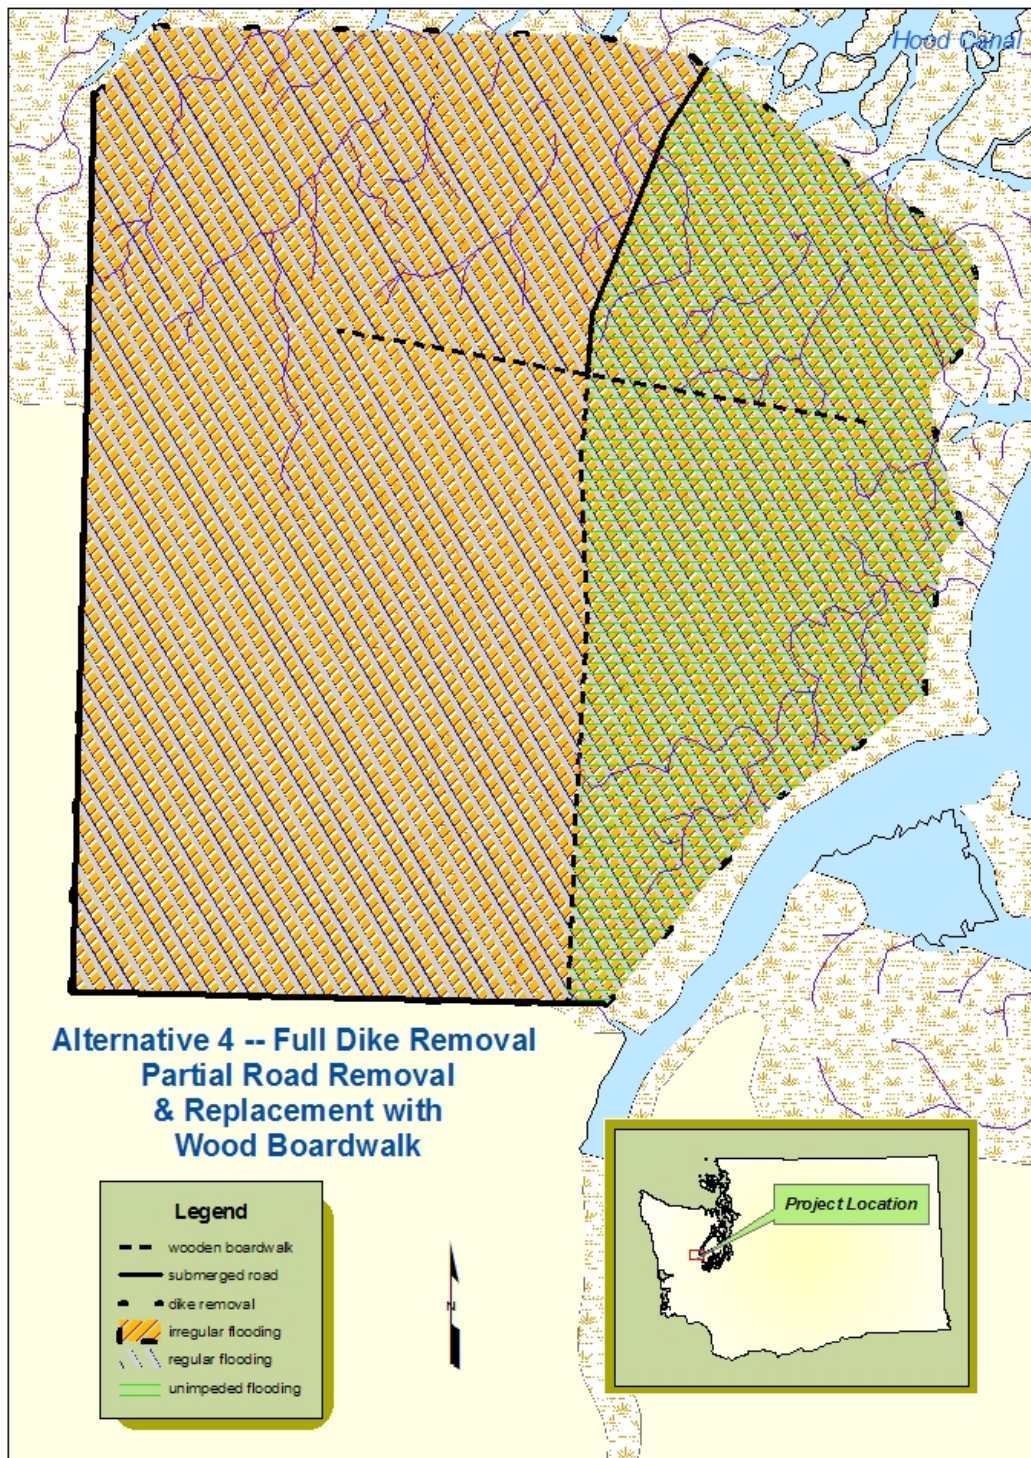 Hood Canal
Alternative 4 -- Full Dike Removal
Partial Road Removal
& Replacement with
Wood Boardwalk
Legend
wooden boardwalk
submerged road
dike removal
irregular flooding
regular flooding
unimpeded flooding
N
Project Location